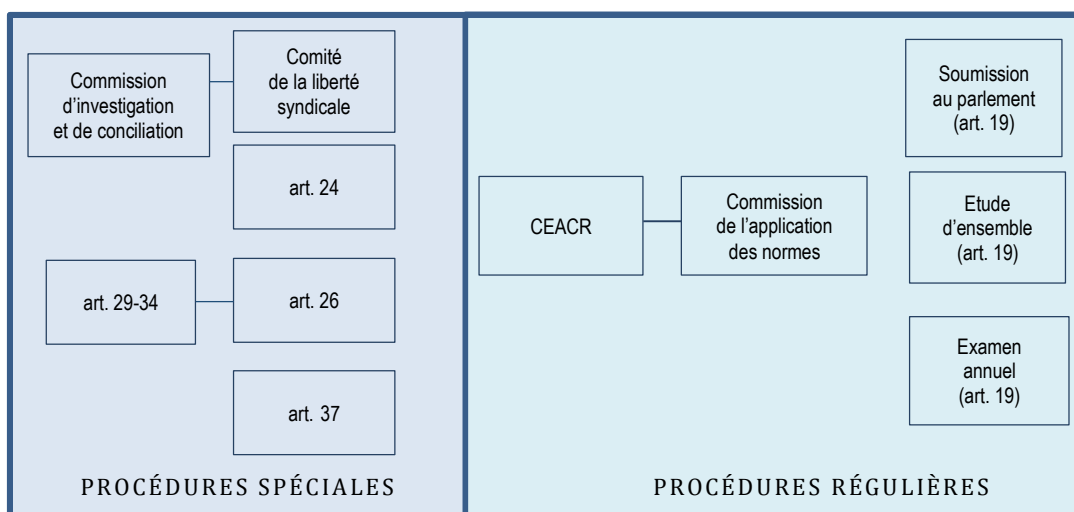 Commission
d’investigation
et de conciliation
Comité
de la liberté
syndicale
art. 24
art. 29-34
art. 26
art. 37
PROCÉDURES SPÉCIALES
CEACR
Commission
de l’application
des normes
Soumission
au parlement
(art. 19)
Etude
d’ensemble
(art. 19)
Examen
annuel
(art. 19)
PROCÉDURES RÉGULIÈRES